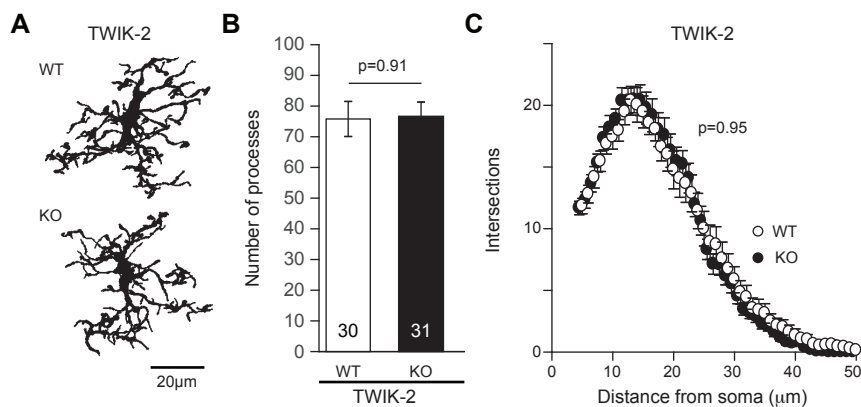 A
TWIK-2
WT
KO
20µm
B
100
90
80
70
60
50
40
30
20
10
0
Number of processes
p=0.91
30
31
WT
KO
TWIK-2
C
TWIK-2
20
10
0
Intersections
p=0.95
WT
KO
0
10
20
30
40
50
Distance from soma (µm)